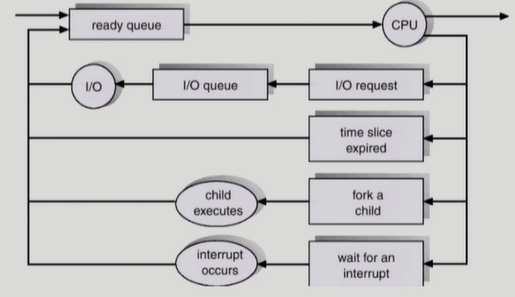 ready queue
CPU
I/O
I/O queue
I/O request
time slice
expired
child
executes
fork a
child
interrupt
occurs
wait for an
interrupt